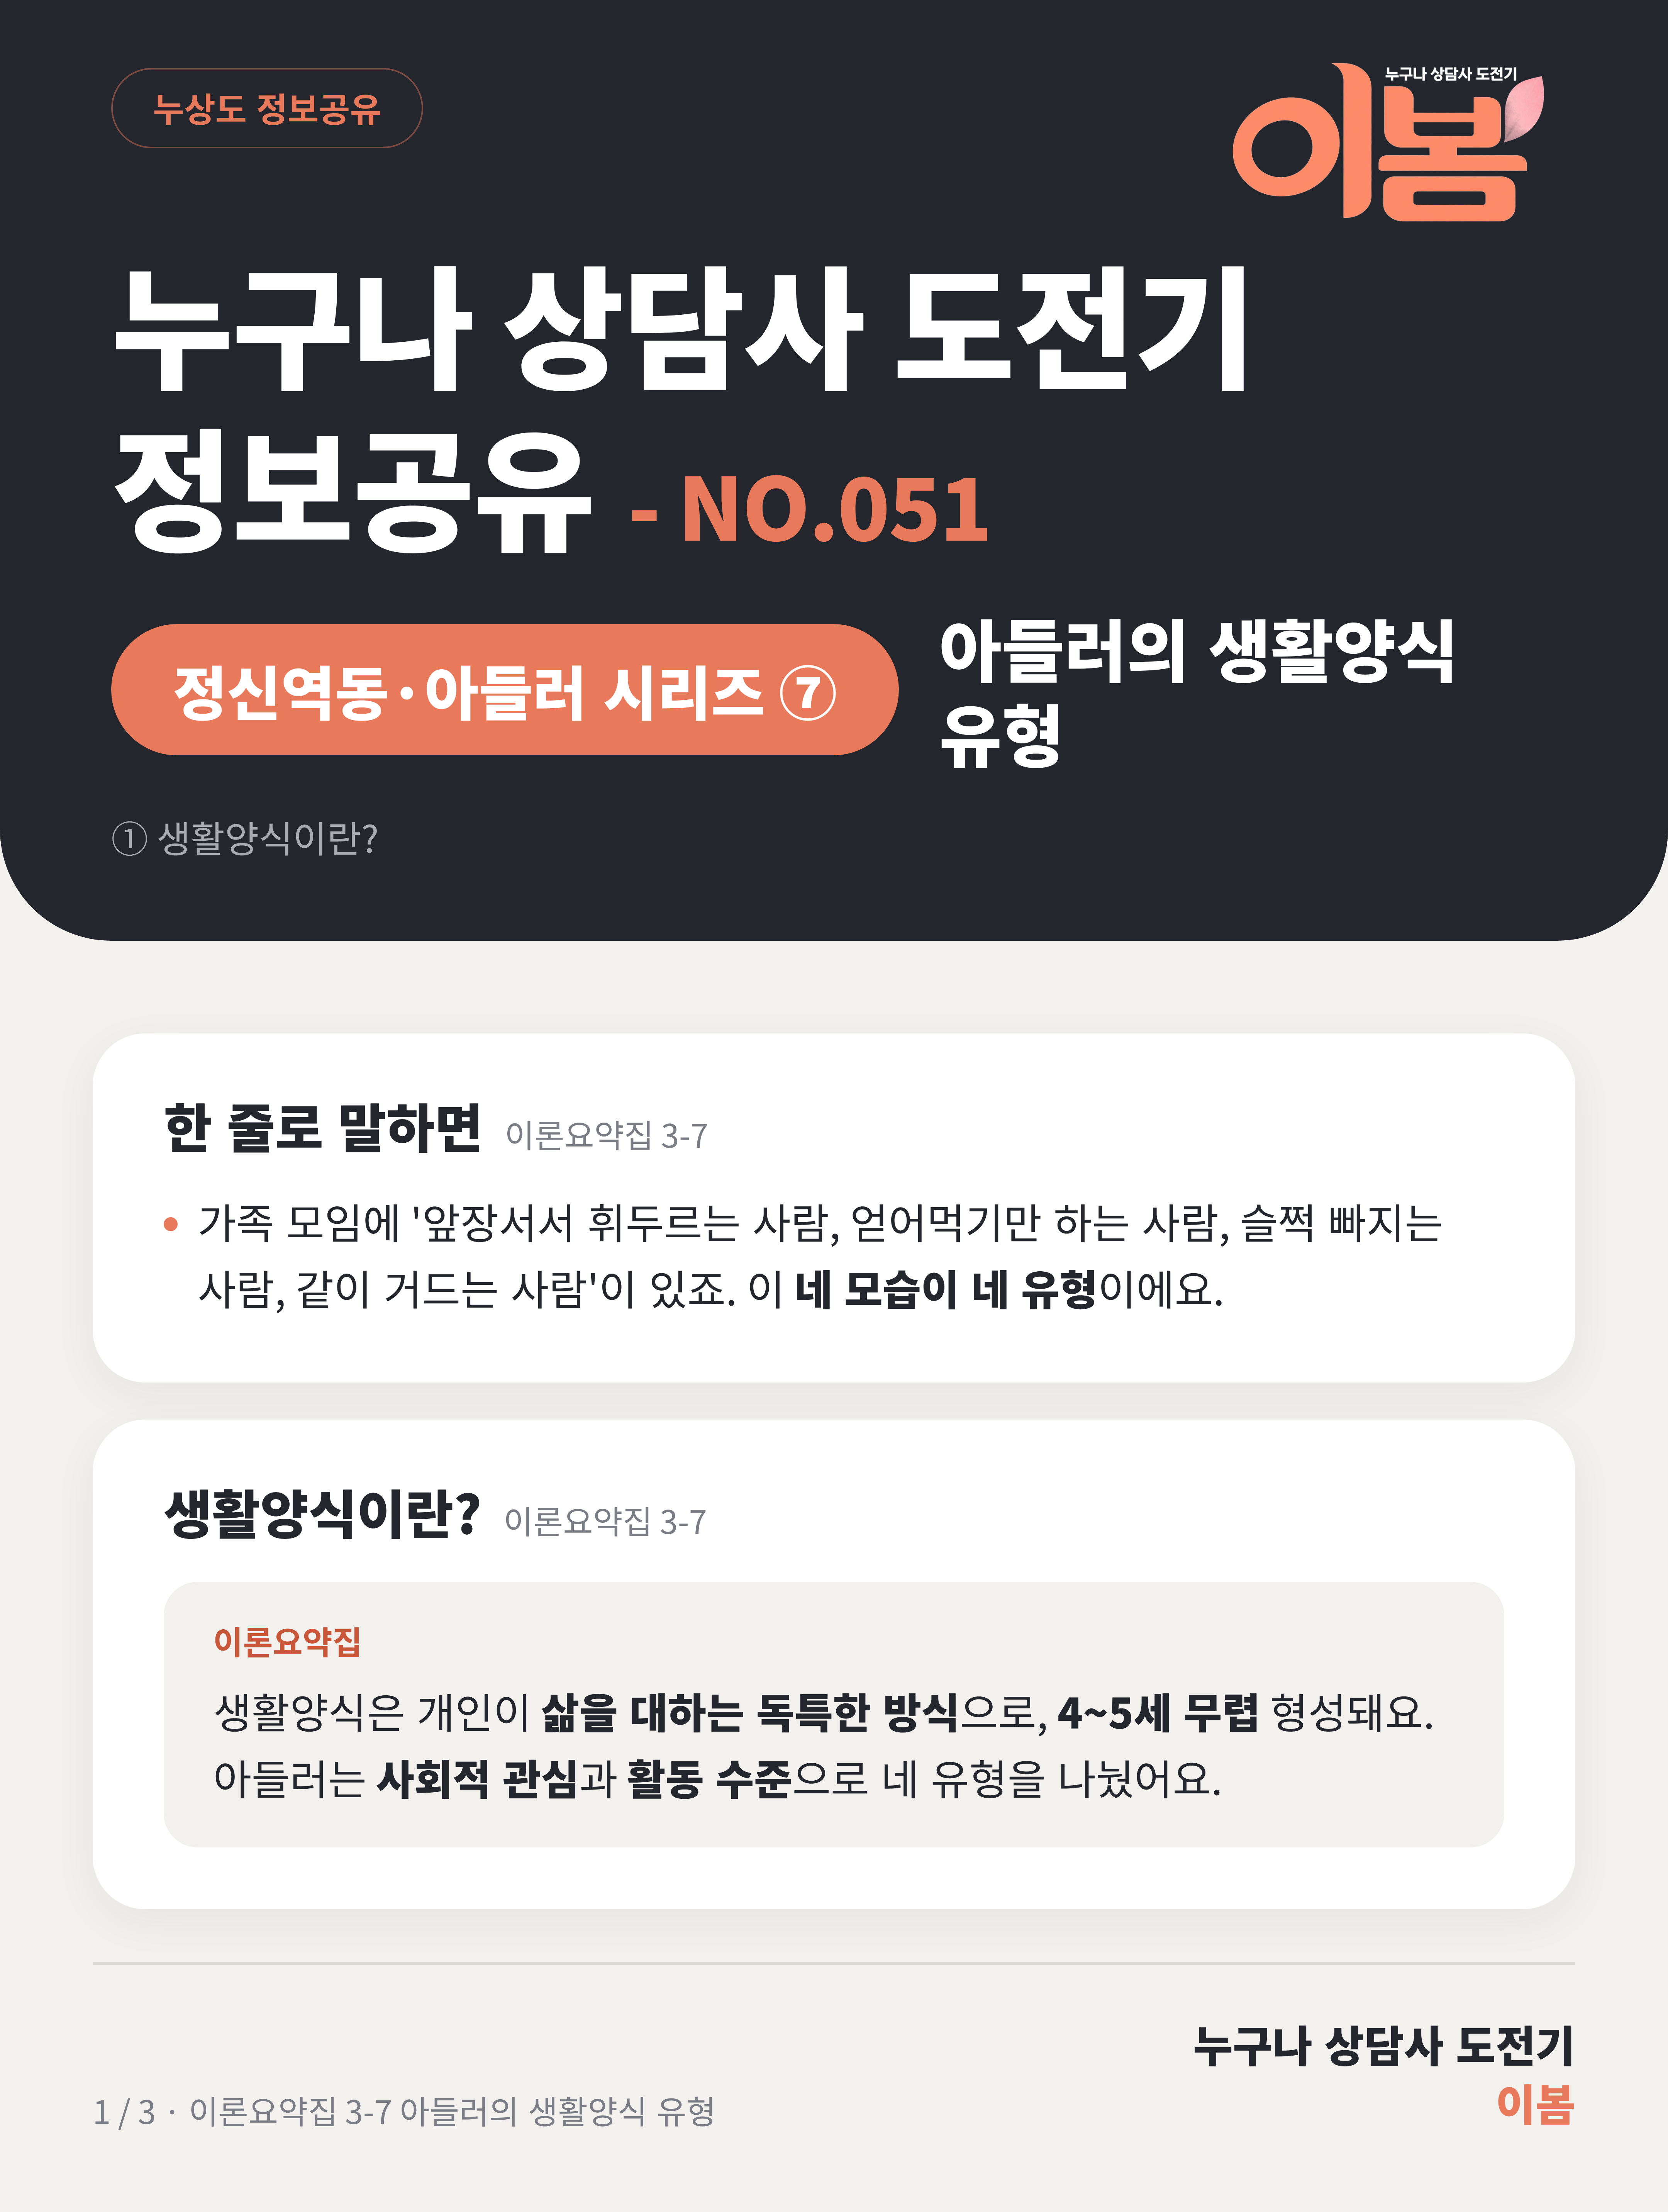 누상도 정보공유
누구나 상담사 도전기
이봄
누구나 상담사 도전기
정보공유 - NO.051
정신역동·아들러 시리즈 ⑦
아들러의 생활양식
유형
① 생활양식이란?
한 줄로 말하면 이론요약집 3-7
• 가족 모임에 '앞장서서 휘두르는 사람, 얻어먹기만 하는 사람, 슬쩍 빠지는
사람, 같이 거드는 사람'이 있죠. 이 네 모습이 네 유형이에요.
생활양식이란? 이론요약집 3-7
이론요약집
생활양식은 개인이 삶을 대하는 독특한 방식으로, 4~5세 무렵 형성돼요.
아들러는 사회적 관심과 활동 수준으로 네 유형을 나눴어요.
1 / 3 · 이론요약집 3-7 아들러의 생활양식 유형
누구나 상담사 도전기
이봄